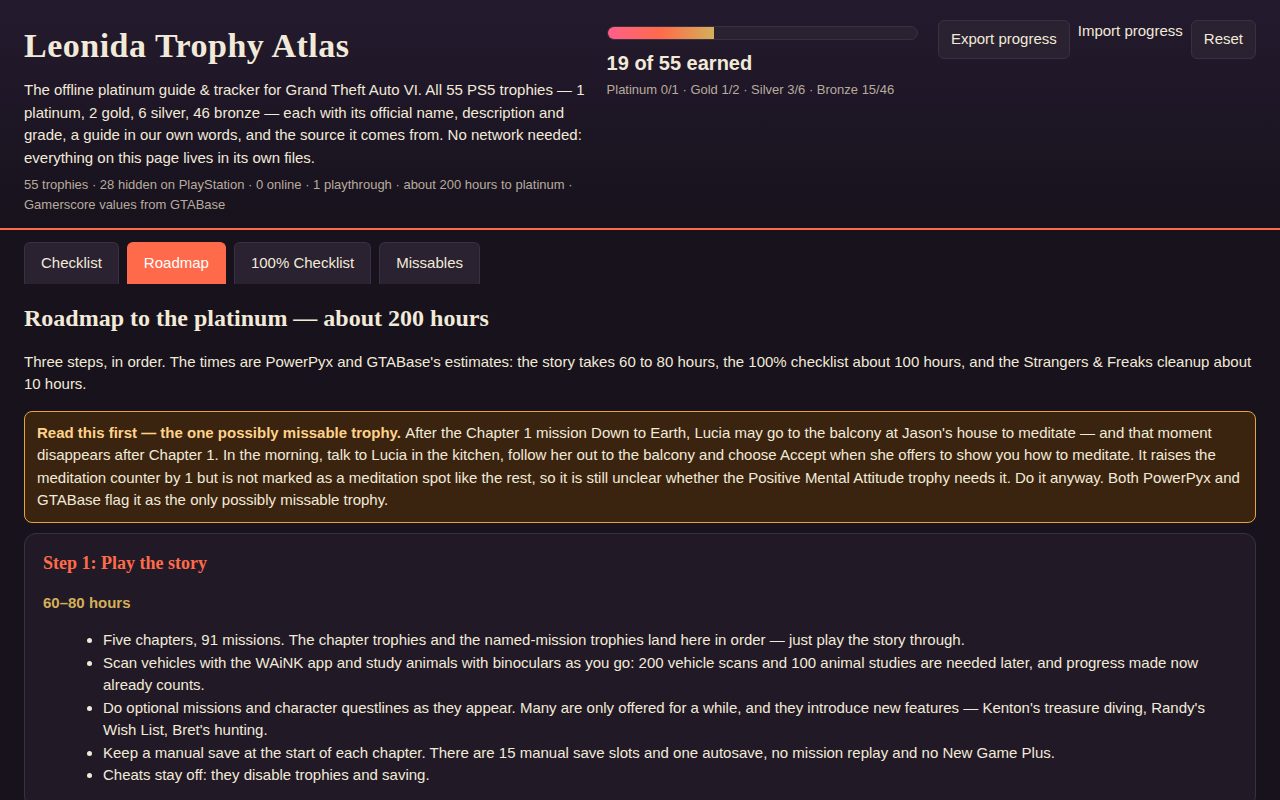 Leonida Trophy Atlas
The offline platinum guide & tracker for Grand Theft Auto VI. All 55 PS5 trophies — 1
platinum, 2 gold, 6 silver, 46 bronze — each with its official name, description and
grade, a guide in our own words, and the source it comes from. No network needed:
everything on this page lives in its own files.
55 trophies · 28 hidden on PlayStation · 0 online · 1 playthrough · about 200 hours to platinum ·
Gamerscore values from GTABase
19 of 55 earned
Platinum 0/1 · Gold 1/2 · Silver 3/6 · Bronze 15/46
Export progress
Import progress
Reset
Checklist
Roadmap
100% Checklist
Missables
Roadmap to the platinum — about 200 hours
Three steps, in order. The times are PowerPyx and GTABase's estimates: the story takes 60 to 80 hours, the 100% checklist about 100 hours, and the Strangers & Freaks cleanup about
10 hours.
Read this first — the one possibly missable trophy. After the Chapter 1 mission Down to Earth, Lucia may go to the balcony at Jason's house to meditate — and that moment
disappears after Chapter 1. In the morning, talk to Lucia in the kitchen, follow her out to the balcony and choose Accept when she offers to show you how to meditate. It raises the
meditation counter by 1 but is not marked as a meditation spot like the rest, so it is still unclear whether the Positive Mental Attitude trophy needs it. Do it anyway. Both PowerPyx and
GTABase flag it as the only possibly missable trophy.
Step 1: Play the story
60–80 hours
• Five chapters, 91 missions. The chapter trophies and the named-mission trophies land here in order — just play the story through.
• Scan vehicles with the WAiNK app and study animals with binoculars as you go: 200 vehicle scans and 100 animal studies are needed later, and progress made now
already counts.
• Do optional missions and character questlines as they appear. Many are only offered for a while, and they introduce new features — Kenton's treasure diving, Randy's
Wish List, Bret's hunting.
• Keep a manual save at the start of each chapter. There are 15 manual save slots and one autosave, no mission replay and no New Game Plus.
• Cheats stay off: they disable trophies and saving.